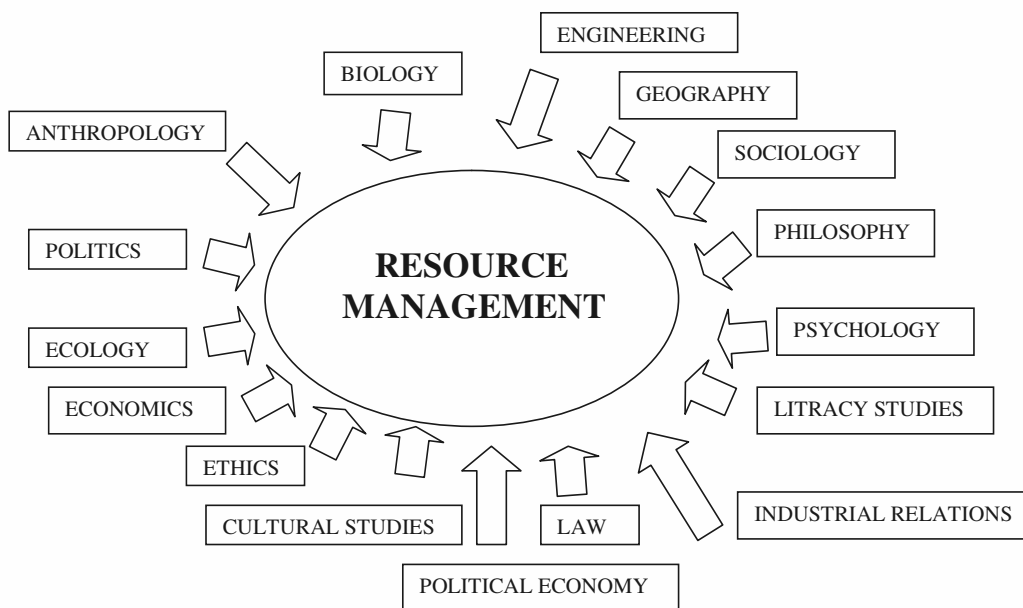 ENGINEERING
BIOLOGY
GEOGRAPHY
ANTHROPOLOGY
SOCIOLOGY
POLITICS
PHILOSOPHY
RESOURCE
MANAGEMENT
ECOLOGY
PSYCHOLOGY
ECONOMICS
LITRACY STUDIES
ETHICS
CULTURAL STUDIES
LAW
INDUSTRIAL RELATIONS
POLITICAL ECONOMY